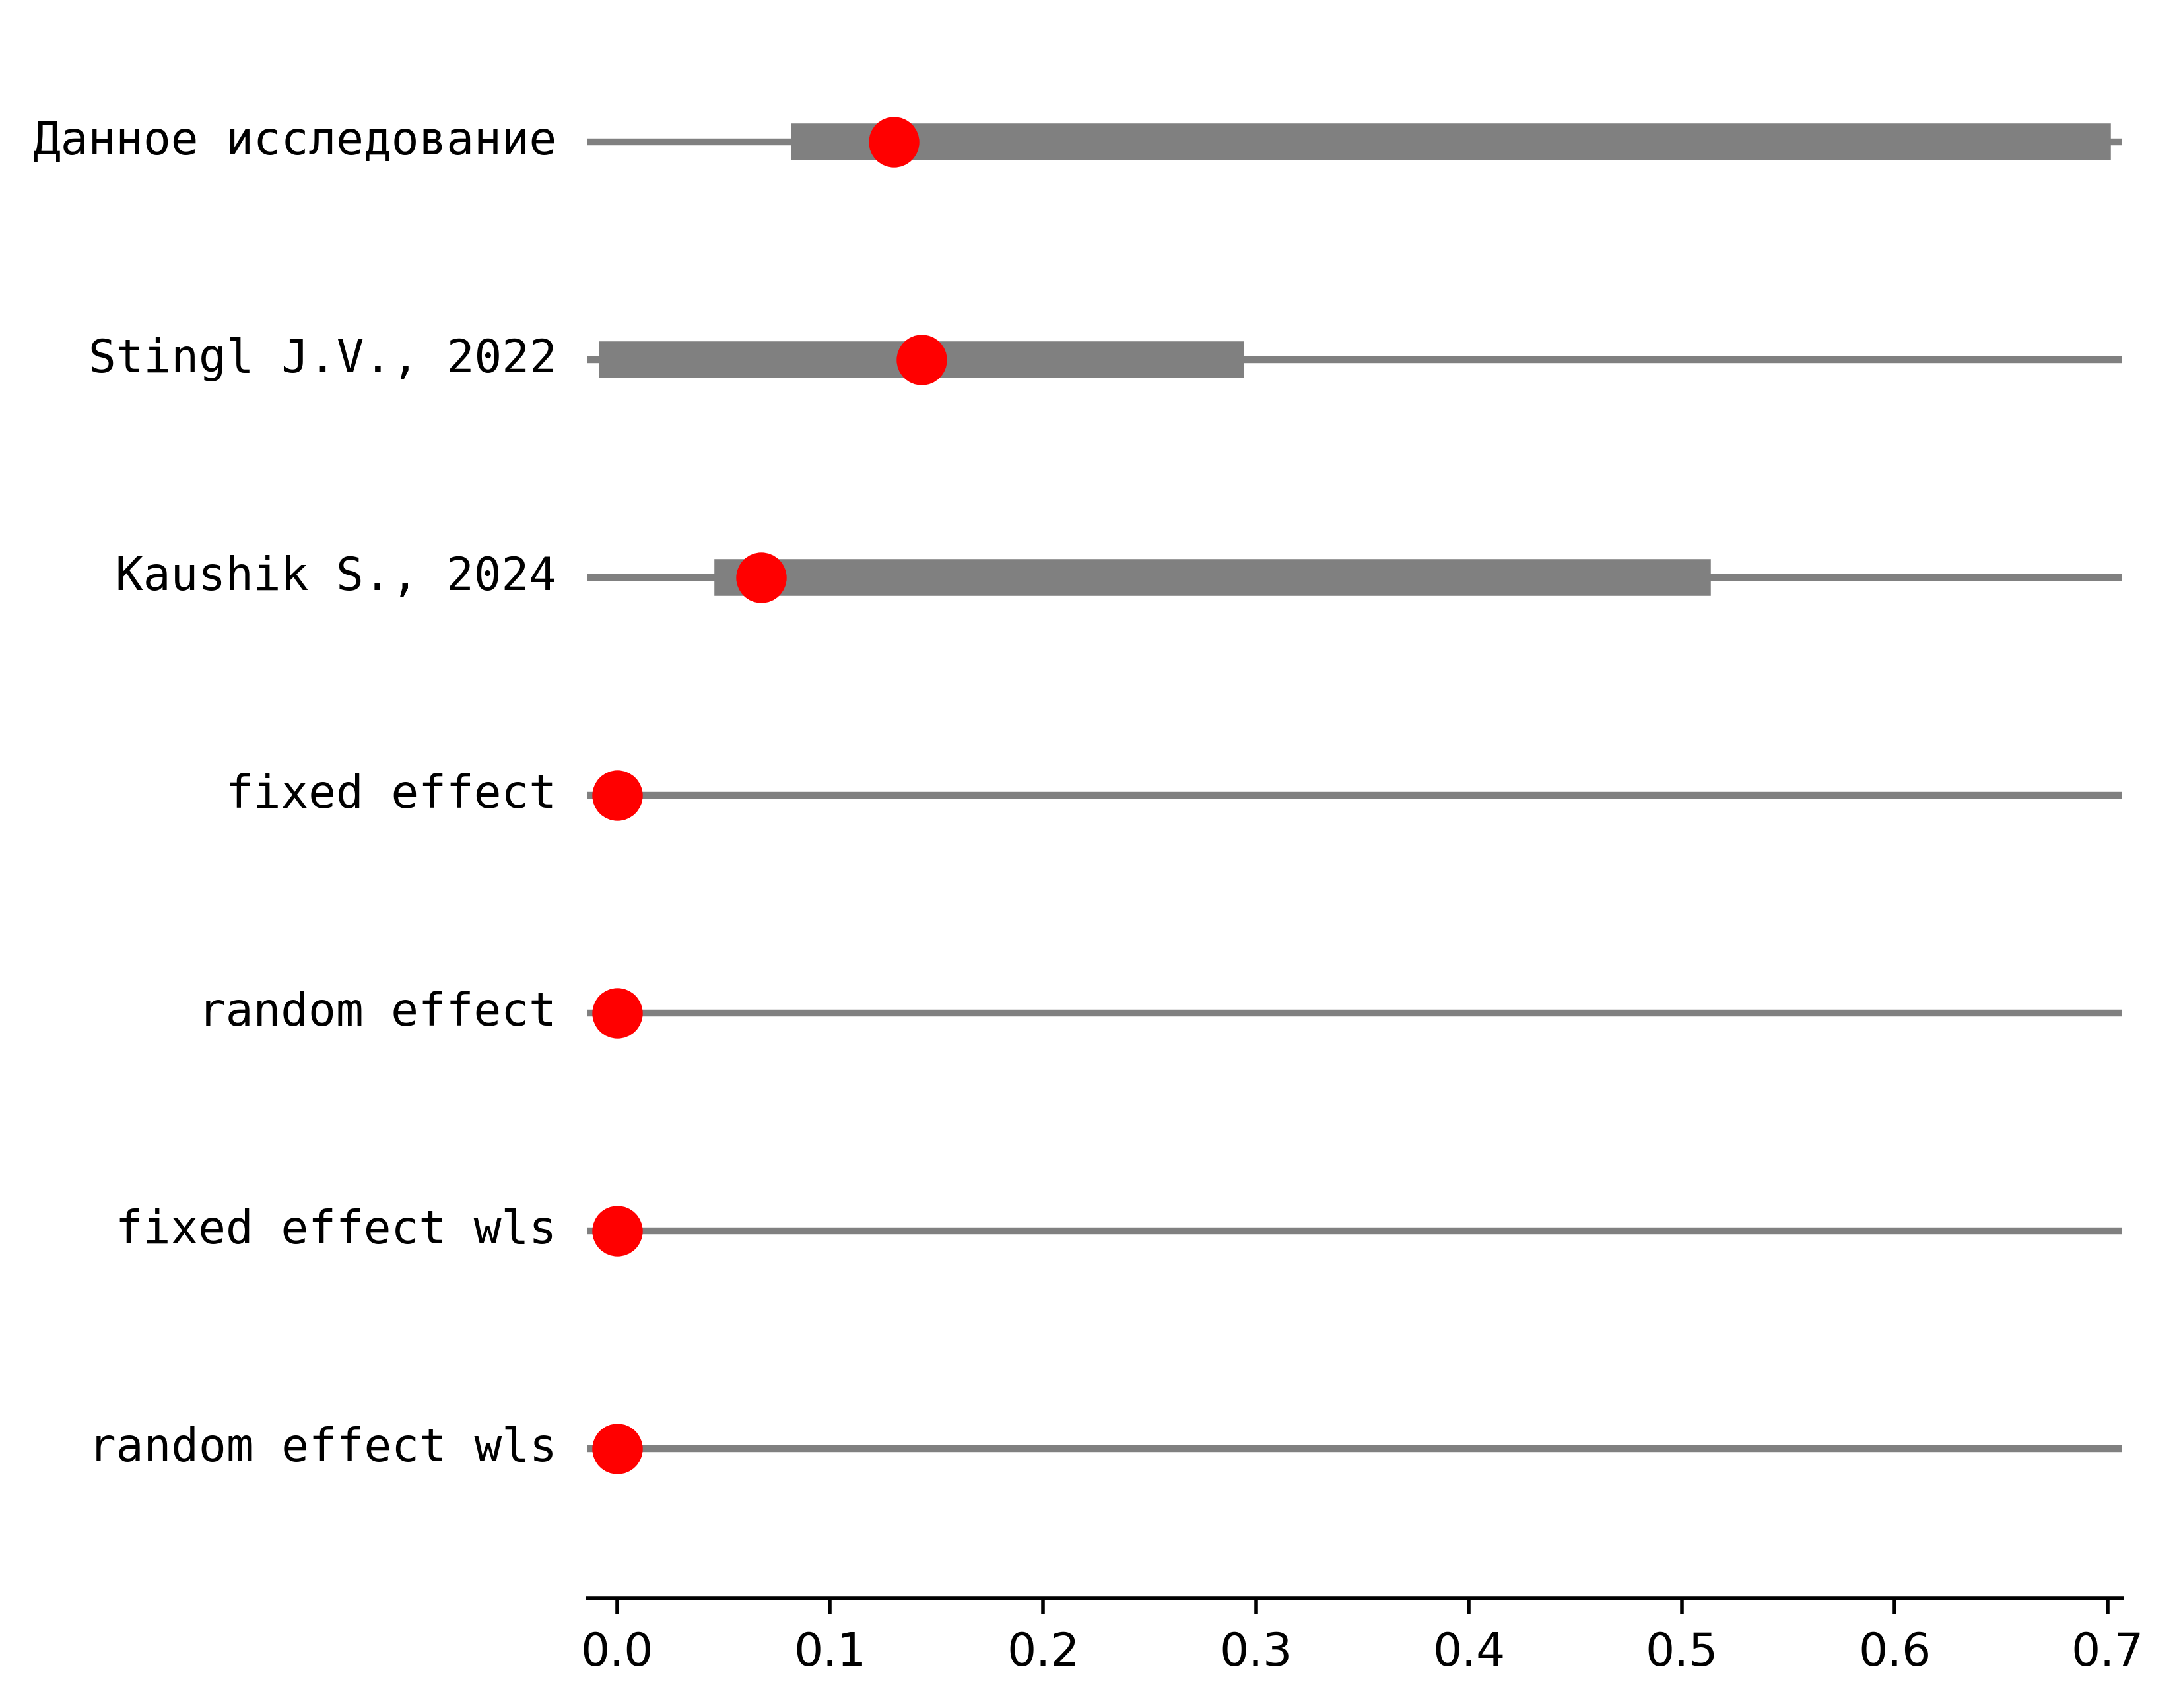 Данное исследование
Stingl J.V., 2022
Kaushik S., 2024
fixed effect
random effect
fixed effect wls
random effect wls
0.0 0.1 0.2 0.3 0.4 0.5 0.6 0.7